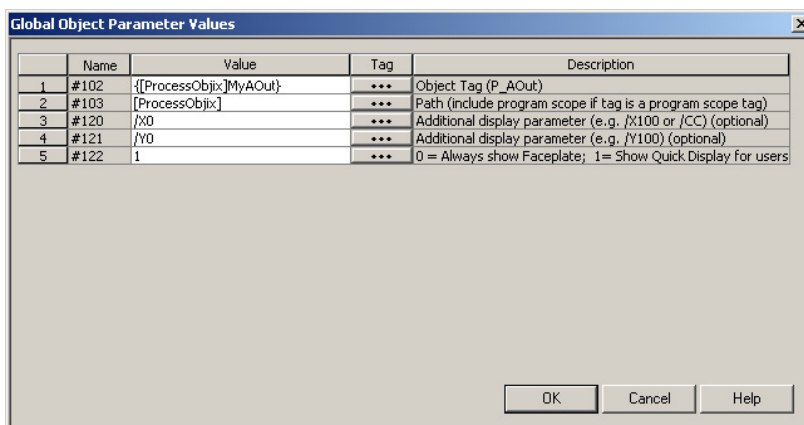 Global Object Parameter Values
Name Value Tag Description
1 #102 {[ProcessObjix]MyAOut} ••• Object Tag (P_AOut)
2 #103 [ProcessObjix] ••• Path (include program scope if tag is a program scope tag)
3 #120 /X0 ••• Additional display parameter (e.g. /X100 or /CC) (optional)
4 #121 /Y0 ••• Additional display parameter (e.g. /Y100) (optional)
5 #122 1 ••• 0 = Always show Faceplate; 1= Show Quick Display for users
OK Cancel Help